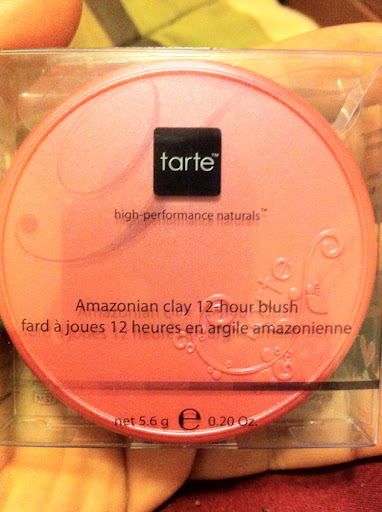 tarte™
high-performance naturals™
Amazonian clay 12-hour blush
fard à joues 12 heures en argile amazonienne
net 5.6 g ℮ 0.20 Oz.
tarte